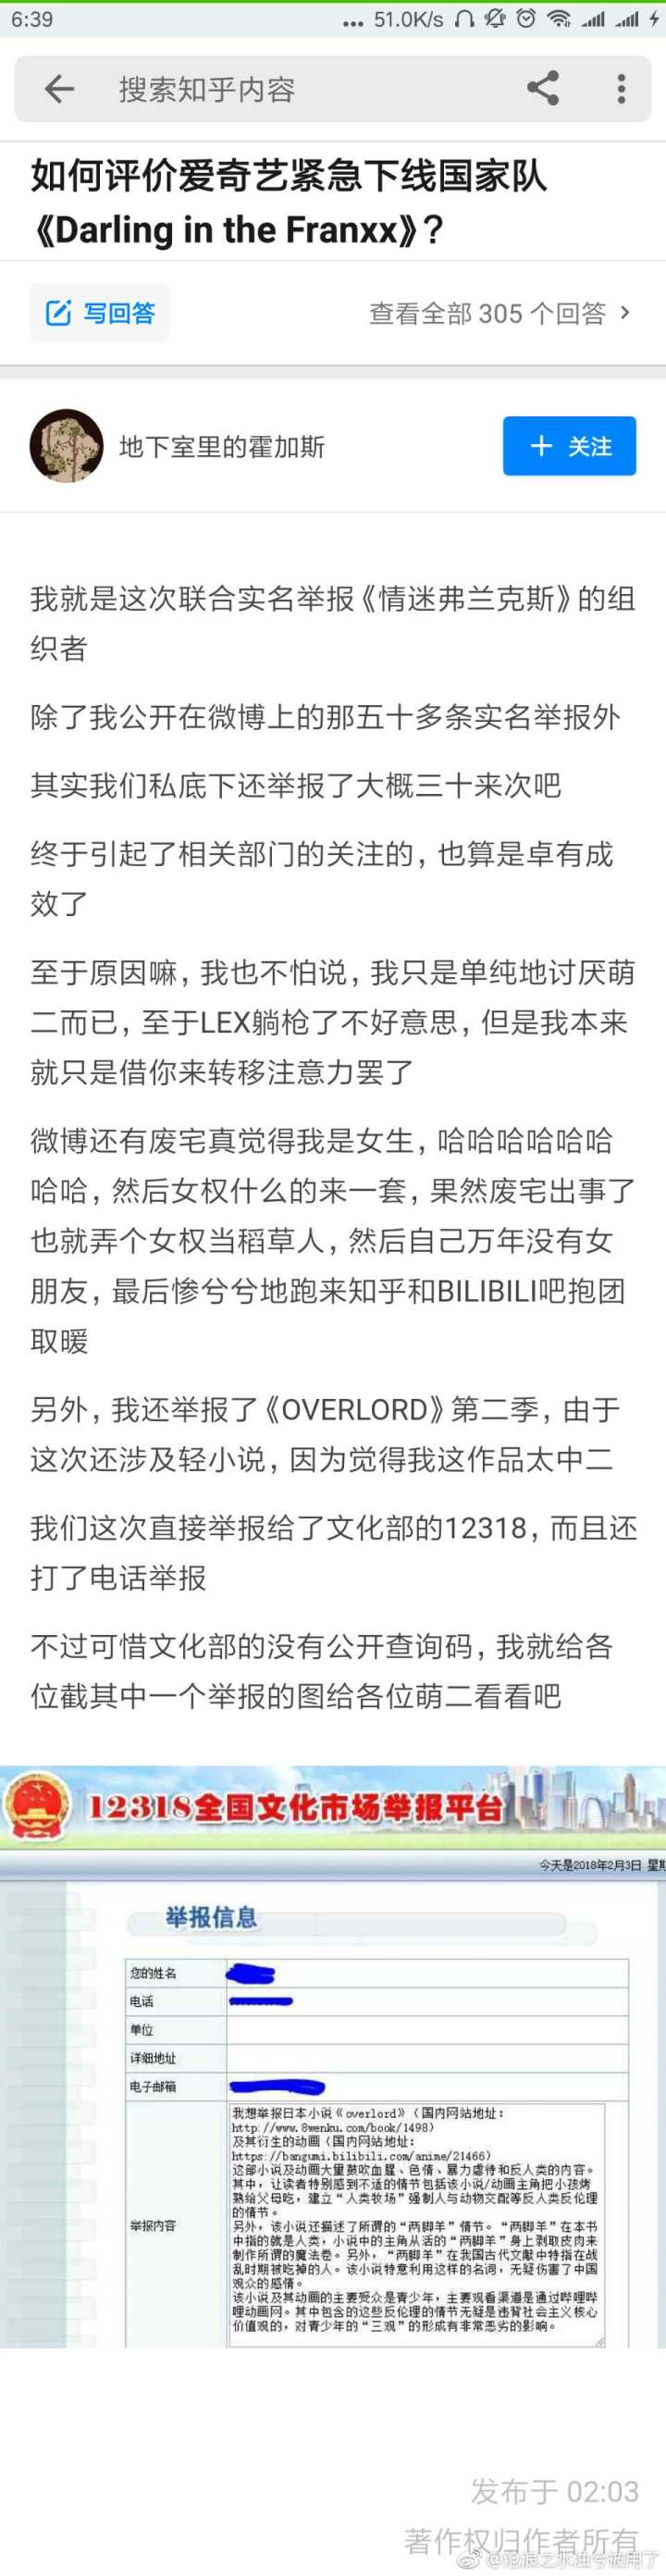 6:39
... 51.0K/s
搜索知乎内容
如何评价爱奇艺紧急下线国家队
《Darling in the Franxx》?
写回答
查看全部 305 个回答 >
地下室里的霍加斯
+ 关注
我就是这次联合实名举报《情迷弗兰克斯》的组
织者
除了我公开在微博上的那五十多条实名举报外
其实我们私底下还举报了大概三十来次吧
终于引起了相关部门的关注的，也算是卓有成
效了
至于原因嘛，我也不怕说，我只是单纯地讨厌萌
二而已，至于LEX躺枪了不好意思，但是我本来
就只是借你来转移注意力罢了
微博还有废宅真觉得我是女生，哈哈哈哈哈哈
哈哈，然后女权什么的来一套，果然废宅出事了
也就弄个女权当稻草人，然后自己万年没有女
朋友，最后惨兮兮地跑来知乎和BILIBILI吧抱团
取暖
另外，我还举报了《OVERLORD》第二季，由于
这次还涉及轻小说，因为觉得我这作品太中二
我们这次直接举报给了文化部的12318，而且还
打了电话举报
不过可惜文化部的没有公开查询码，我就给各
位截其中一个举报的图给各位萌二看看吧
12318全国文化市场举报平台
今天是2018年2月3日 星期
举报信息
您的姓名
电话
单位
详细地址
电子邮箱
举报内容
我想举报日本小说《overlord》（国内网站地址：
http://www.8wenku.com/book/1498）
及其衍生的动画（国内网站地址：
https://bangumi.bilibili.com/anime/21466）
这部小说及动画大量鼓吹血腥、色情、暴力虐待和反人类的内容。
其中，让读者特别感到不适的情节包括该小说/动画主角把小孩烤
熟给父母吃，建立“人类牧场”强制人与动物交配等反人类反伦理
的情节。
另外，该小说还描述了所谓的“两脚羊”情节。“两脚羊”在本书
中指的就是人类，小说中的主角从活的“两脚羊”身上剥取皮肉来
制作所谓的魔法卷。另外，“两脚羊”在我国古代文献中特指在战
乱时期被吃掉的人。该小说特意利用这样的名词，无疑伤害了中国
观众的感情。
该小说及其动画的主要受众是青少年，主要观看渠道是通过哔哩哔
哩动画网。其中包含的这些反伦理的情节无疑是违背社会主义核心
价值观的，对青少年的“三观”的形成有非常恶劣的影响。
发布于 02:03
著作权归作者所有